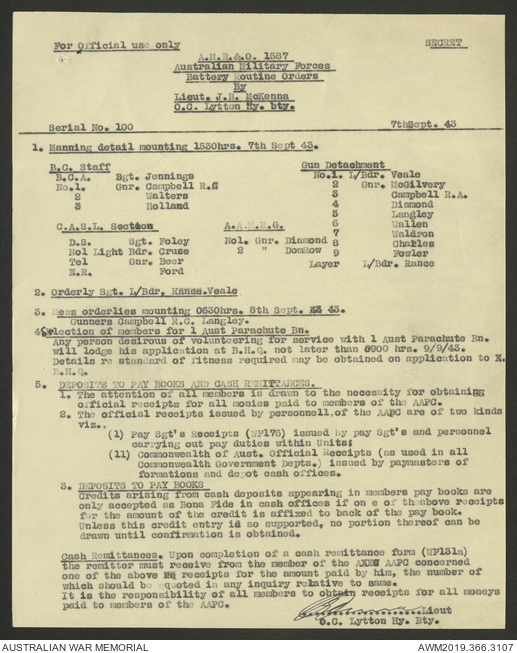 For Official use only
SECRET
A.M.R.&.O. 1587
Australian Military Forces
Battery Routine Orders
By
Lieut. J.B. McKenna
O.C. Lytton Hy. bty.
Serial No. 100
7thSept. 43
1. Manning detail mounting 1530hrs. 7th Sept 43.
B.C. Staff
B.C.A. Sgt. Jennings
No.1. Gnr. Campbell R.C
2 Walters
3 Holland
Gun Detachment
No.1. L/Bdr. Veale
2 Gnr. McGilvery
3 Campbell R.A.
4 Diamond
5 Langley
6 Wallen
7 Waldron
8 Charles
9 Fowler
Layer L/Bdr. Rance
C.A.S.L. Section
D.S. Sgt. Foley
No1 Light Bdr. Cruse
Tel Gnr. Beer
E.R. Ford
A.A.M.G.
No1. Gnr. Diamond
2 " DomRow
2. Orderly Sgt. L/Bdr. Veale
3. Mess orderlies mounting 0630hrs. 8th Sept. 43.
Gunners Campbell R.C. Langley.
4. Selection of members for 1 Aust Parachute Bn.
Any person desirous of volunteering for service with 1 Aust Parachute Bn.
will lodge his application at B.H.Q. not later than 0900 hrs. 9/9/43.
Details re standard of fitness required may be obtained on application to
B.H.Q.
5. DEPOSITS TO PAY BOOKS AND CASH REMITTANCES.
1. The attention of all members is drawn to the necessity for obtaining
official receipts for all monies paid to members of the AAPC.
2. The official receipts issued by personnell,of the AAPC are of two kinds
viz.,
(1) Pay Sgt's Receipts (WF175) issued by pay Sgt's and personnel
carrying out pay duties within Units;
(11) Commonwealth of Aust. Official Receipts (as used in all
Commonwealth Government Depts.) issued by paymasters of
formations and depot cash offices.
3. DEPOSITS TO PAY BOOKS
Credits arising from cash deposits appearing in members pay books are
only accepted as Bona Fide in cash offices if on e of theabove receipts
for the amount of the credit is affixed to back of the pay book.
Unless this credit entry is so supported, no portion thereof can be
drawn until confirmation is obtained.
Cash Remittances. Upon completion of a cash remittance form (WF131a)
the remitter must receive from the member of the AAPC concerned
one of the above receipts for the amount paid by him, the number of
which should be quoted in any inquiry relative to same.
It is the responsibility of all members to obtain receipts for all moneys
paid to members of the AAPC.
Lieut
O.C. Lytton Hy. Bty.
AUSTRALIAN WAR MEMORIAL
AWM2019.366.3107